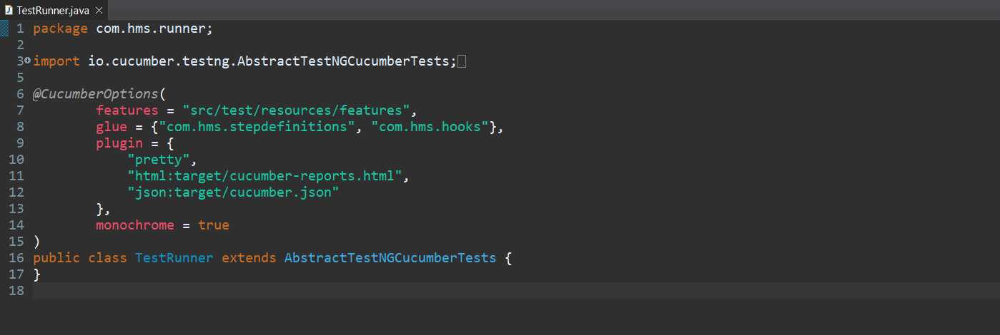 TestRunner.java
1 package com.hms.runner;
2
3 import io.cucumber.testng.AbstractTestNGCucumberTests;
5
6 @CucumberOptions(
7         features = "src/test/resources/features",
8         glue = {"com.hms.stepdefinitions", "com.hms.hooks"},
9         plugin = {
10             "pretty",
11             "html:target/cucumber-reports.html",
12             "json:target/cucumber.json"
13         },
14         monochrome = true
15 )
16 public class TestRunner extends AbstractTestNGCucumberTests {
17 }
18